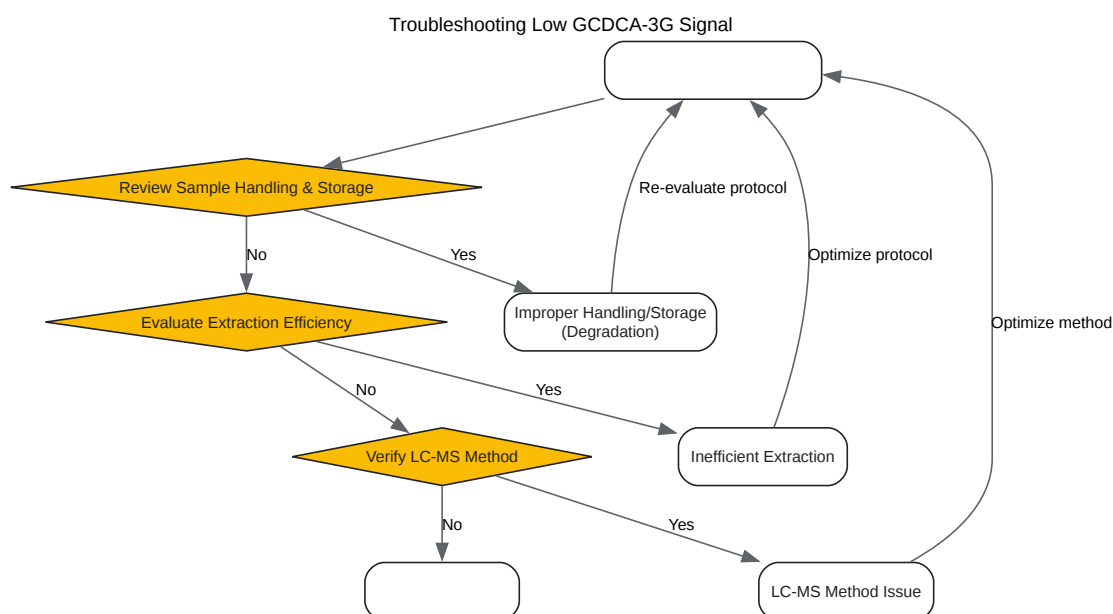 Troubleshooting Low GCDCA-3G Signal
Review Sample Handling & Storage
Re-evaluate protocol
No
Yes
Optimize protocol
Improper Handling/Storage
(Degradation)
Evaluate Extraction Efficiency
Optimize method
No
Yes
Verify LC-MS Method
Inefficient Extraction
No
Yes
LC-MS Method Issue